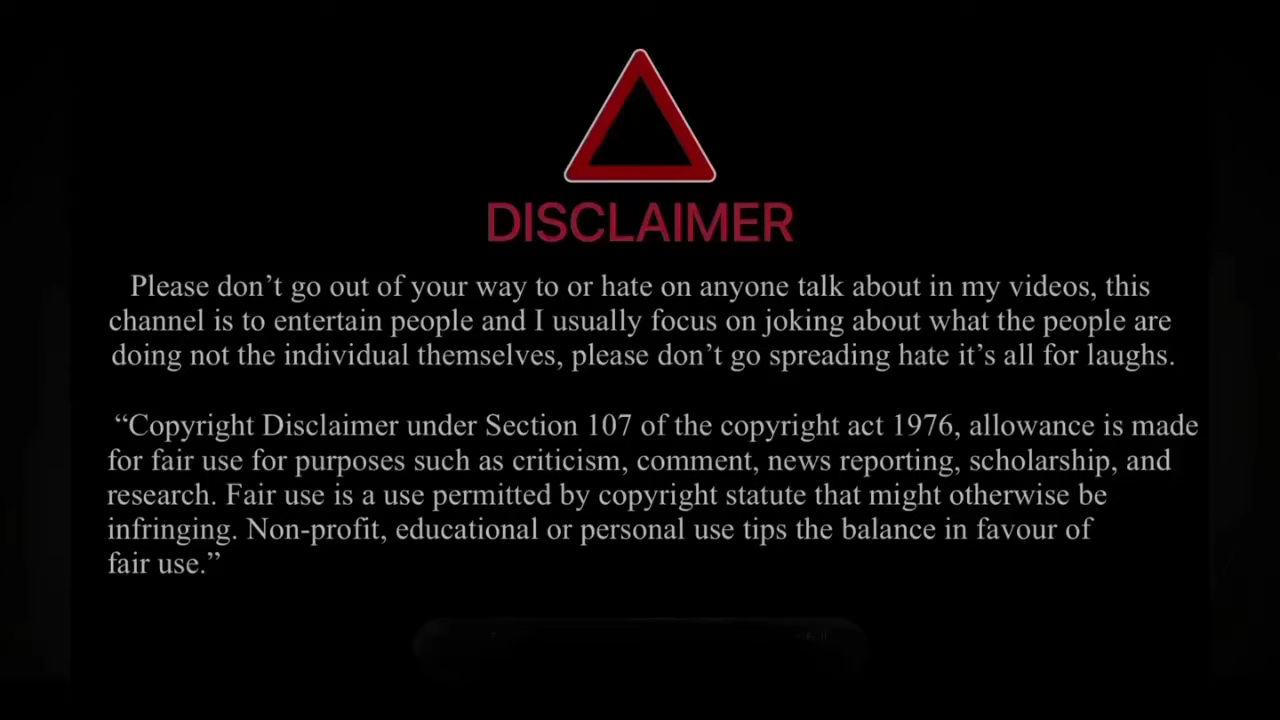 DISCLAIMER
Please don’t go out of your way to or hate on anyone talk about in my videos, this
channel is to entertain people and I usually focus on joking about what the people are
doing not the individual themselves, please don’t go spreading hate it’s all for laughs.
“Copyright Disclaimer under Section 107 of the copyright act 1976, allowance is made
for fair use for purposes such as criticism, comment, news reporting, scholarship, and
research. Fair use is a use permitted by copyright statute that might otherwise be
infringing. Non-profit, educational or personal use tips the balance in favour of
fair use.”